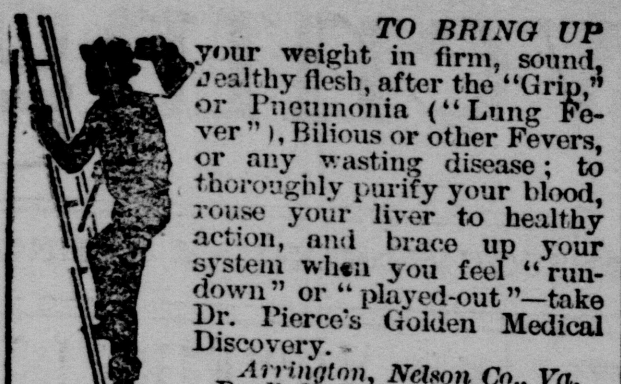 TO BRING UP
your weight in firm, sound,
healthy flesh, after the “Grip,”
or Pneumonia (“Lung Fe-
ver”), Bilious or other Fevers,
or any wasting disease; to
thoroughly purify your blood,
rouse your liver to healthy
action, and brace up your
system when you feel “run-
down” or “played-out”—take
Dr. Pierce's Golden Medical
Discovery.
Arrington, Nelson Co., Va.